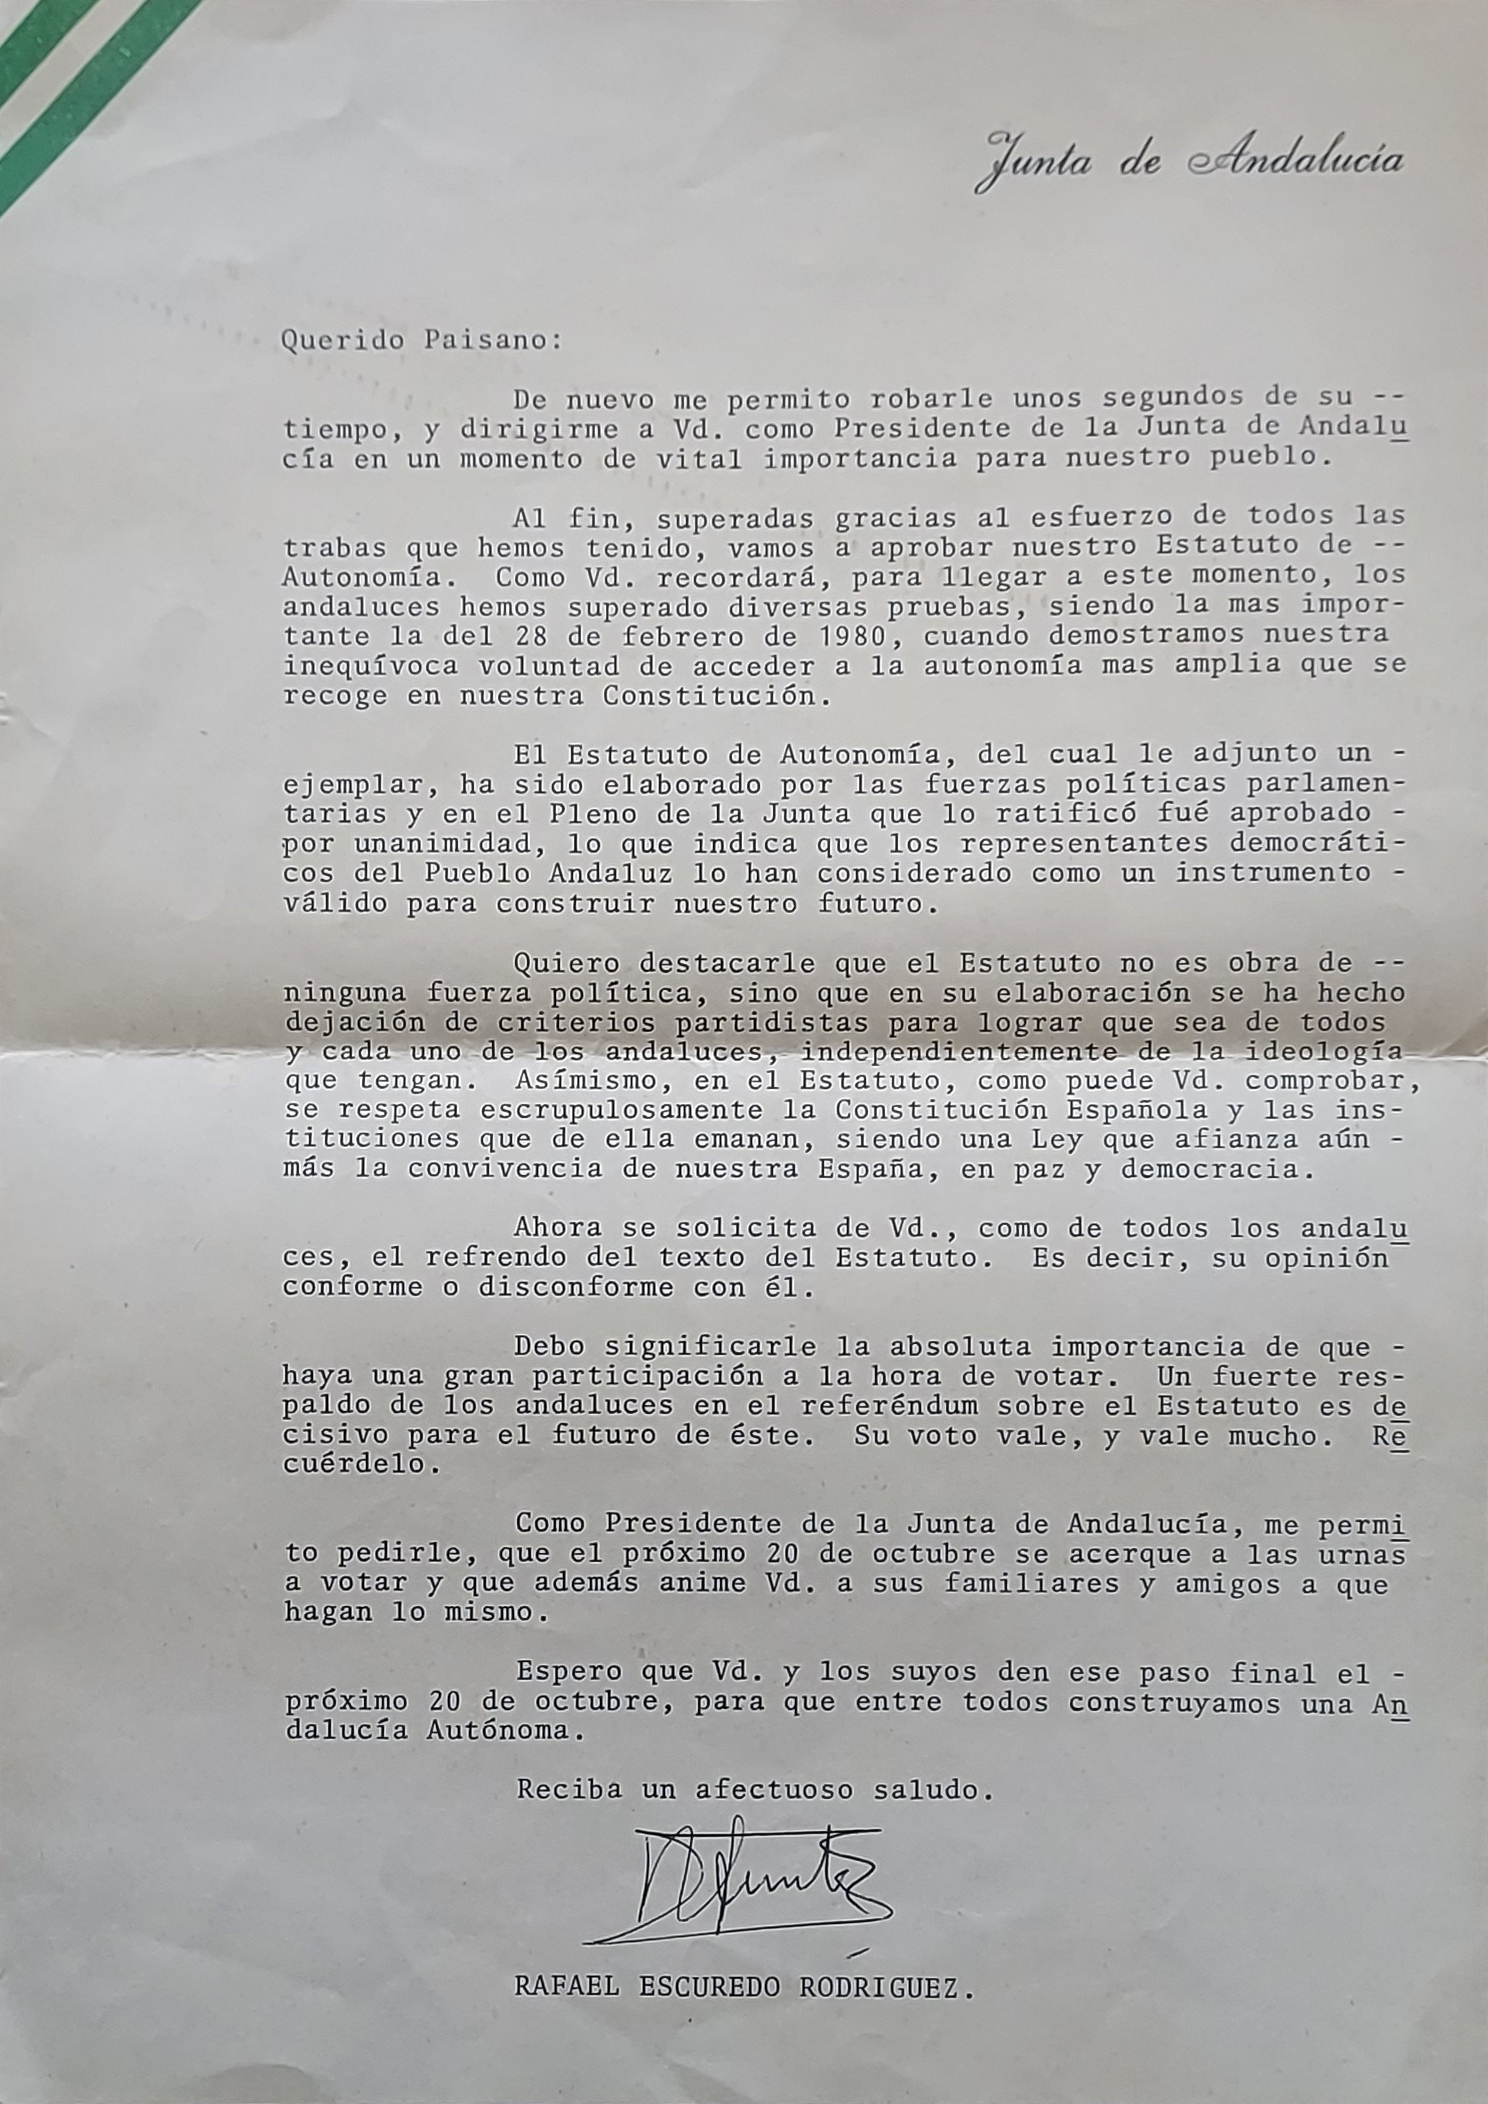 Junta de Andalucía
Querido Paisano:
De nuevo me permito robarle unos segundos de su --
tiempo, y dirigirme a Vd. como Presidente de la Junta de Andalu
cía en un momento de vital importancia para nuestro pueblo.
Al fin, superadas gracias al esfuerzo de todos las
trabas que hemos tenido, vamos a aprobar nuestro Estatuto de --
Autonomía. Como Vd. recordará, para llegar a este momento, los
andaluces hemos superado diversas pruebas, siendo la mas impor-
tante la del 28 de febrero de 1980, cuando demostramos nuestra
inequívoca voluntad de acceder a la autonomía mas amplia que se
recoge en nuestra Constitución.
El Estatuto de Autonomía, del cual le adjunto un -
ejemplar, ha sido elaborado por las fuerzas políticas parlamen-
tarias y en el Pleno de la Junta que lo ratificó fué aprobado -
por unanimidad, lo que indica que los representantes democráti-
cos del Pueblo Andaluz lo han considerado como un instrumento -
válido para construir nuestro futuro.
Quiero destacarle que el Estatuto no es obra de --
ninguna fuerza política, sino que en su elaboración se ha hecho
dejación de criterios partidistas para lograr que sea de todos
y cada uno de los andaluces, independientemente de la ideología
que tengan. Asímismo, en el Estatuto, como puede Vd. comprobar,
se respeta escrupulosamente la Constitución Española y las ins-
tituciones que de ella emanan, siendo una Ley que afianza aún -
más la convivencia de nuestra España, en paz y democracia.
Ahora se solicita de Vd., como de todos los andalu
ces, el refrendo del texto del Estatuto. Es decir, su opinión
conforme o disconforme con él.
Debo significarle la absoluta importancia de que -
haya una gran participación a la hora de votar. Un fuerte res-
paldo de los andaluces en el referéndum sobre el Estatuto es de
cisivo para el futuro de éste. Su voto vale, y vale mucho. Re
cuérdelo.
Como Presidente de la Junta de Andalucía, me permi
to pedirle, que el próximo 20 de octubre se acerque a las urnas
a votar y que además anime Vd. a sus familiares y amigos a que
hagan lo mismo.
Espero que Vd. y los suyos den ese paso final el -
próximo 20 de octubre, para que entre todos construyamos una An
dalucía Autónoma.
Reciba un afectuoso saludo.
RAFAEL ESCUREDO RODRIGUEZ.